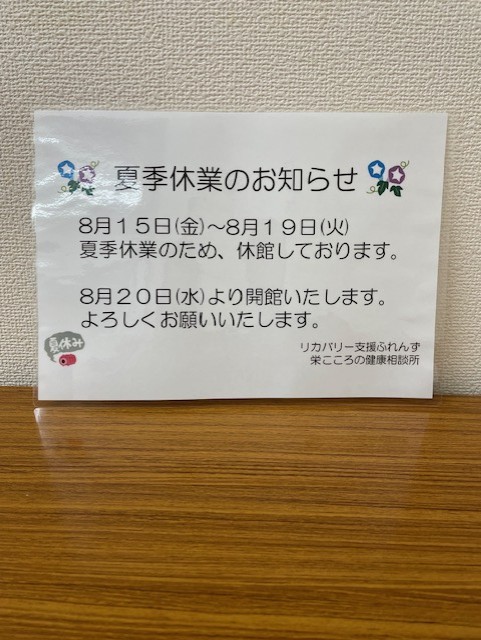 夏季休業のお知らせ
8月15日(金)～8月19日(火)
夏季休業のため、休館しております。
8月20日(水)より開館いたします。
よろしくお願いいたします。
夏休み
リカバリー支援ふれんず
栄こころの健康相談所